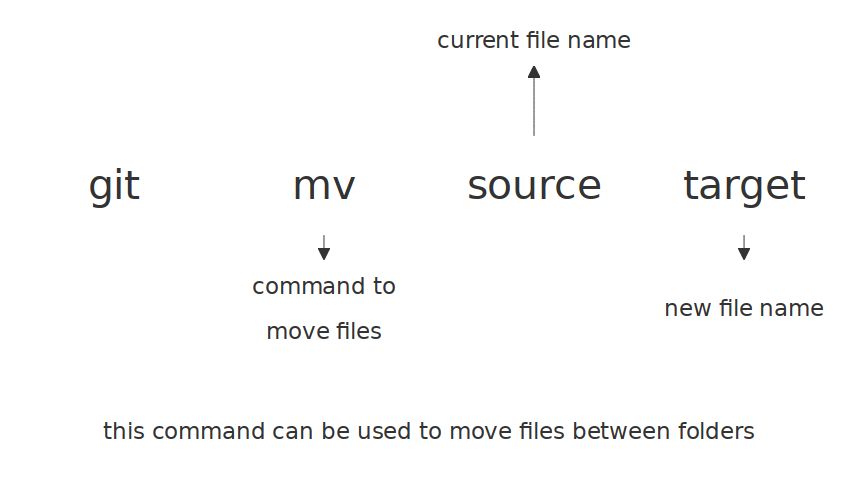 current file name
git mv source target
command to
move files
new file name
this command can be used to move files between folders